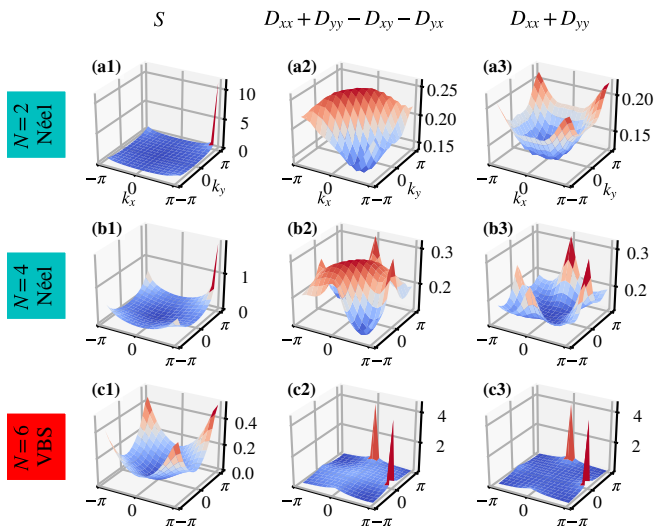 S
D_xx + D_yy − D_xy − D_yx
D_xx + D_yy
N = 2
Néel
(a1)
10
5
0
−π
0
π
k_x
−π
0
π
k_y
(a2)
0.25
0.20
0.15
−π
0
π
k_x
−π
0
π
k_y
(a3)
0.20
0.15
−π
0
π
k_x
−π
0
π
k_y
N = 4
Néel
(b1)
1
0
−π
0
π
−π
0
π
(b2)
0.3
0.2
−π
0
π
−π
0
π
(b3)
0.3
0.2
−π
0
π
−π
0
π
N = 6
VBS
(c1)
0.4
0.2
0.0
−π
0
π
−π
0
π
(c2)
4
2
−π
0
π
−π
0
π
(c3)
4
2
−π
0
π
−π
0
π